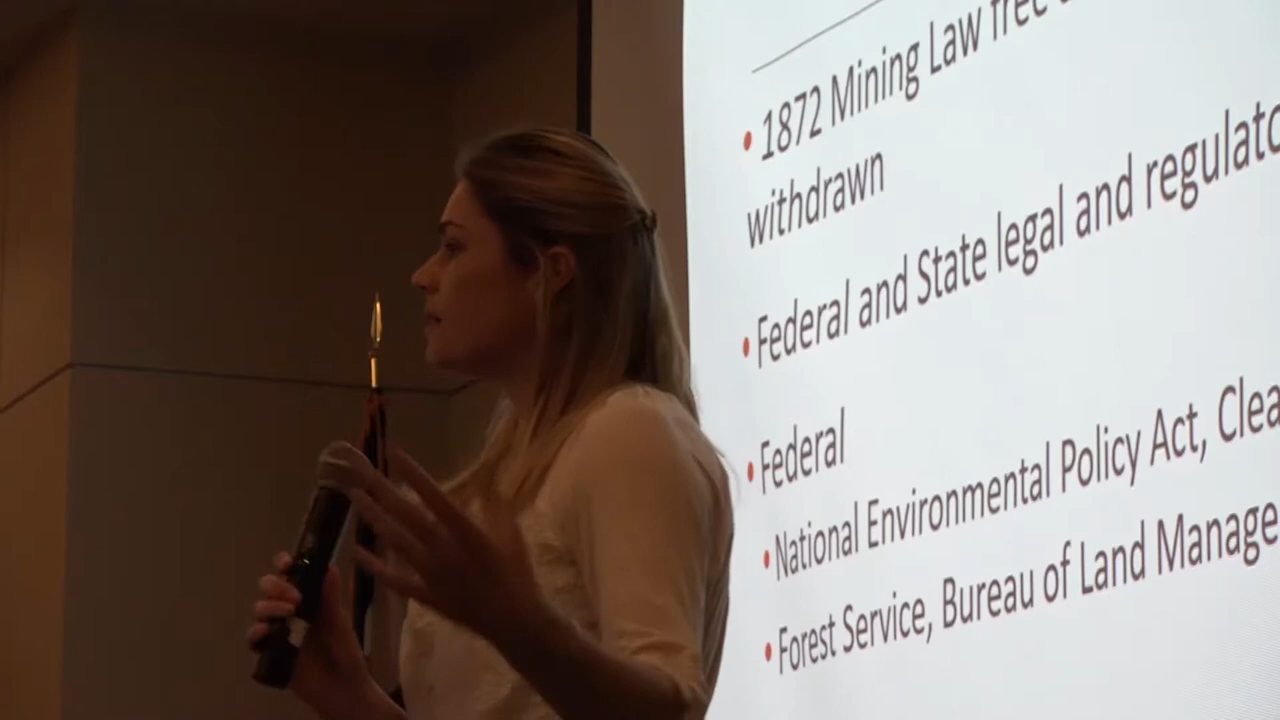 • 1872 Mining Law free
withdrawn
• Federal and State legal and
• Federal
• National Environmental Policy Act,
• Forest Service, Bureau of Land